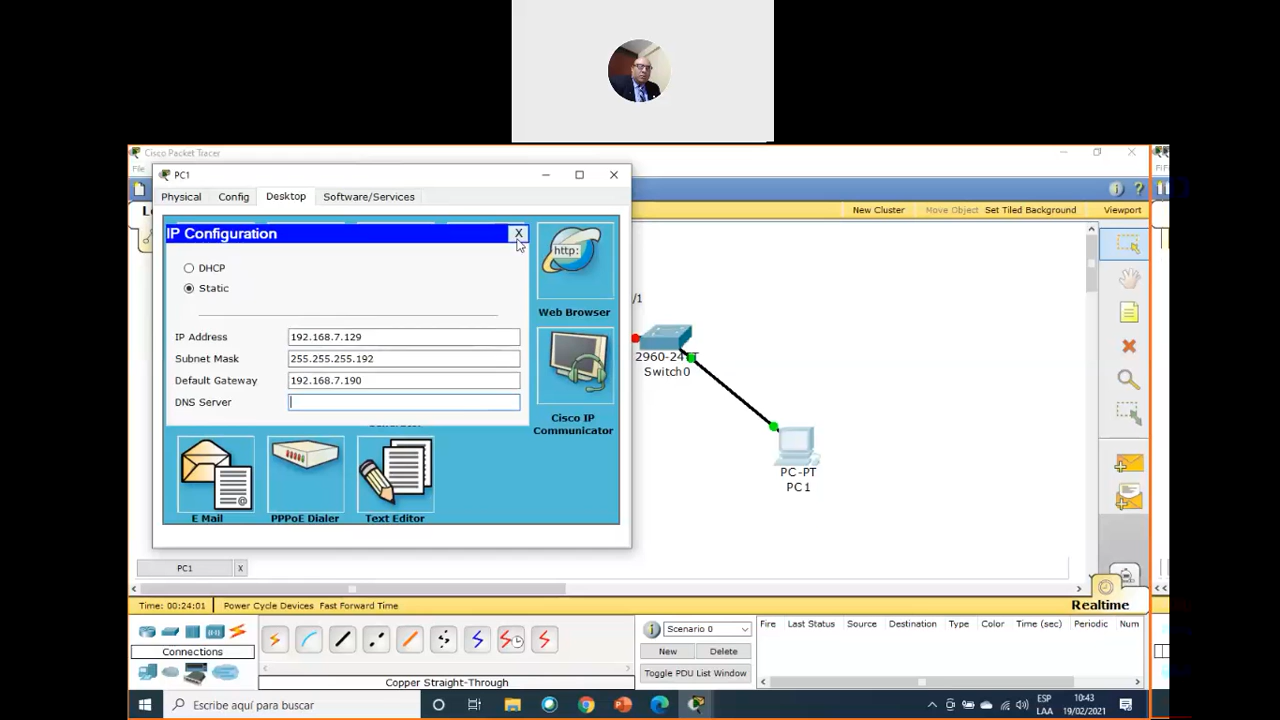 Cisco Packet Tracer
File
PC1
Physical
Config
Desktop
Software/Services
New Cluster
Move Object
Set Tiled Background
Viewport
IP Configuration
X
DHCP
Static
IP Address
192.168.7.129
Subnet Mask
255.255.255.192
Default Gateway
192.168.7.190
DNS Server
http:
Web Browser
Cisco IP
Communicator
E Mail
PPPoE Dialer
Text Editor
/1
Switch0
PC-PT
PC1
PC1
X
Time: 00:24:01
Power Cycle Devices
Fast Forward Time
Realtime
Connections
Copper Straight-Through
Scenario 0
New
Delete
Toggle PDU List Window
Fire
Last Status
Source
Destination
Type
Color
Time (sec)
Periodic
Num
Escribe aquí para buscar
ESP
LAA
10:43
19/02/2021